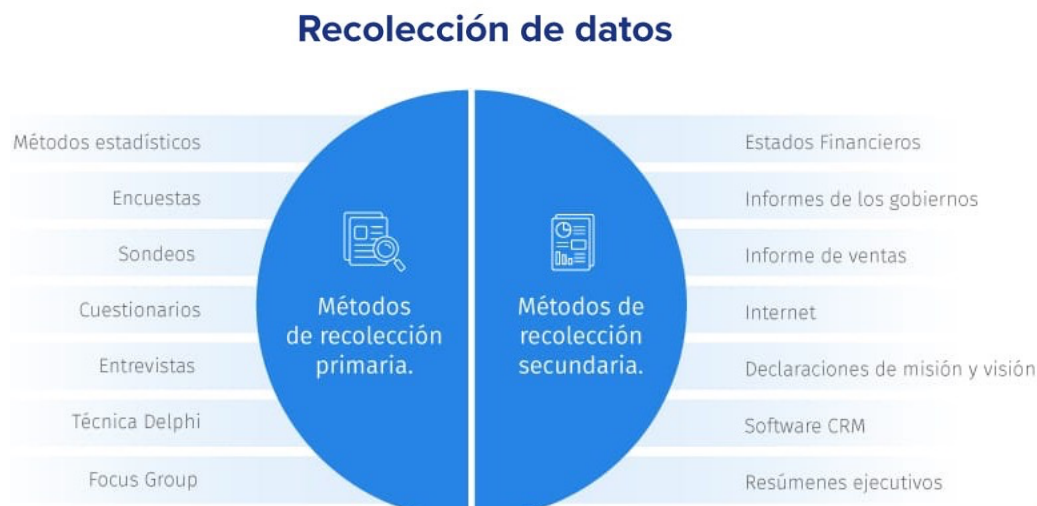 Recolección de datos
Métodos estadísticos
Encuestas
Sondeos
Cuestionarios
Entrevistas
Técnica Delphi
Focus Group
Métodos
de recolección
primaria.
Métodos de
recolección
secundaria.
Estados Financieros
Informes de los gobiernos
Informe de ventas
Internet
Declaraciones de misión y visión
Software CRM
Resúmenes ejecutivos